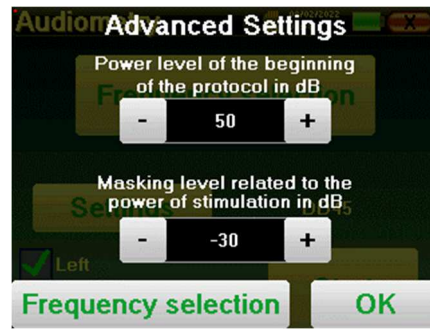 Advanced Settings
Power level of the beginning
of the protocol in dB
- 50 +
Masking level related to the
power of stimulation in dB
- -30 +
Settings
Left
Frequency selection OK